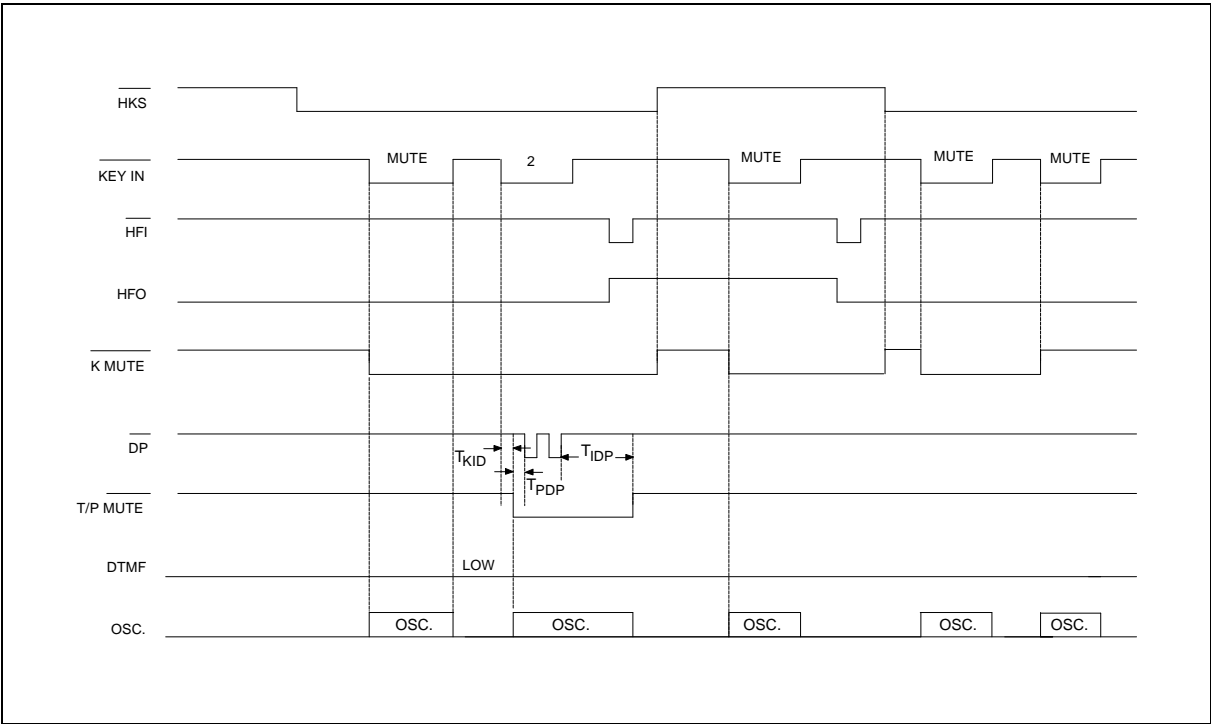 HKS
KEY IN MUTE 2 MUTE MUTE MUTE
HFI
HFO
K MUTE
DP
TKID TIDP
TPDP
T/P MUTE
DTMF LOW
OSC. OSC. OSC. OSC. OSC. OSC.